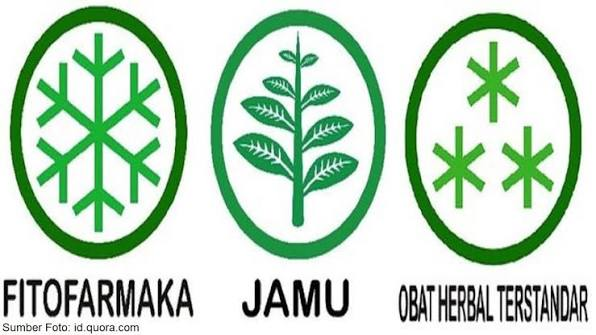 FITOFARMAKA
JAMU
OBAT HERBAL TERSTANDAR
Sumber Foto: id.quora.com